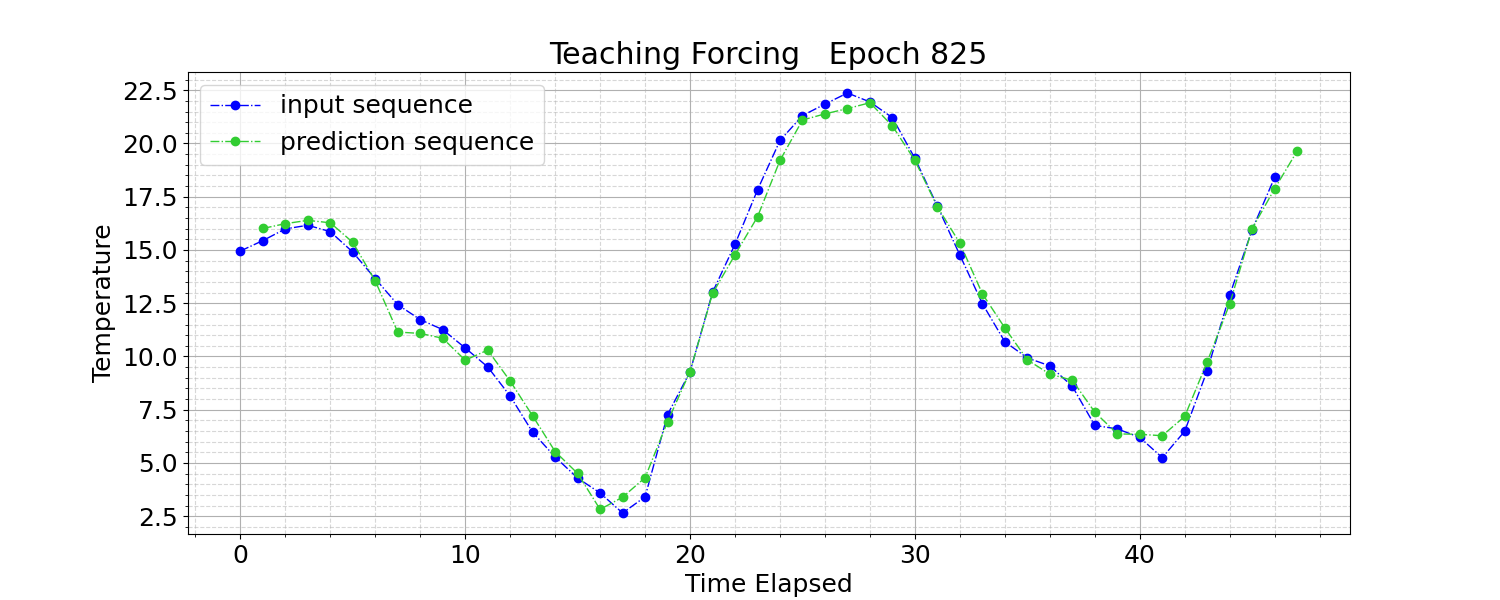 Teaching Forcing   Epoch 825
input sequence
prediction sequence
22.5
20.0
17.5
15.0
12.5
10.0
7.5
5.0
2.5
Temperature
0 10 20 30 40
Time Elapsed